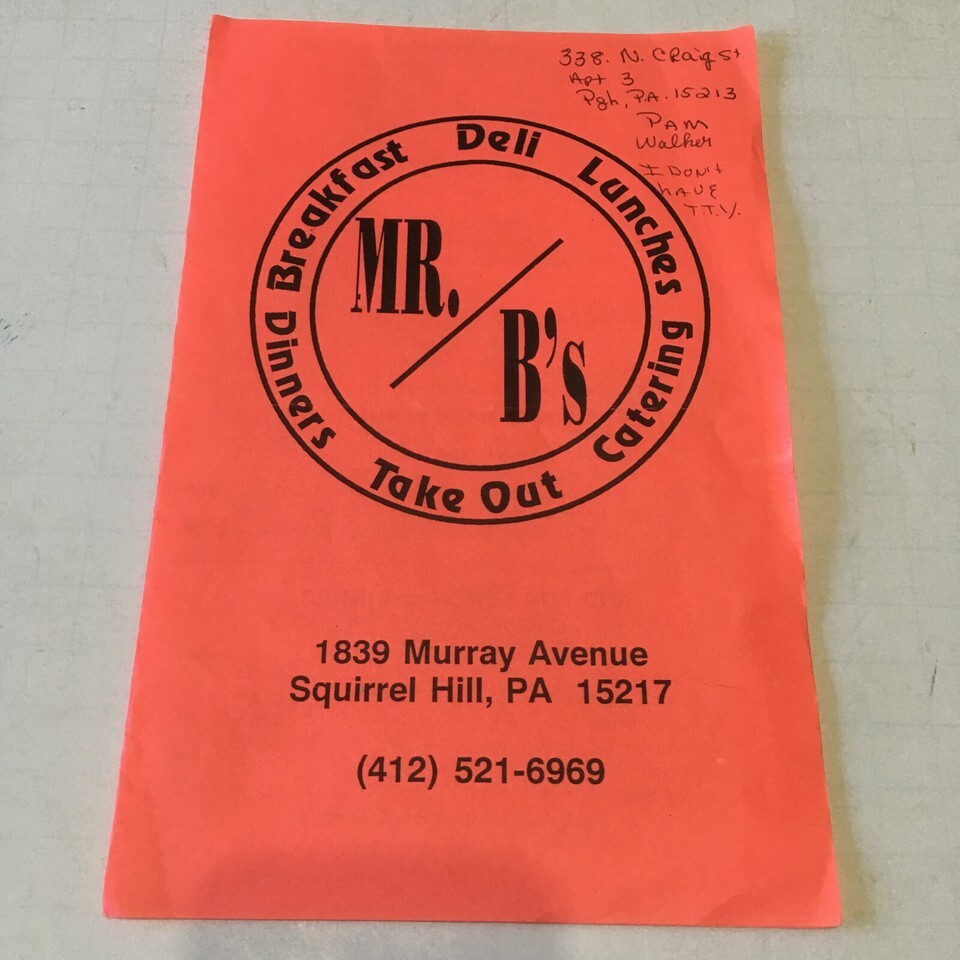 338. N. Craig St.
Apt 3
Pgh, PA. 15213
PAM
Walker
I DON't
hAVE
T.T.Y.
Breakfast Deli Lunches
Dinners Take Out Catering
MR.
B's
1839 Murray Avenue
Squirrel Hill, PA 15217
(412) 521-6969